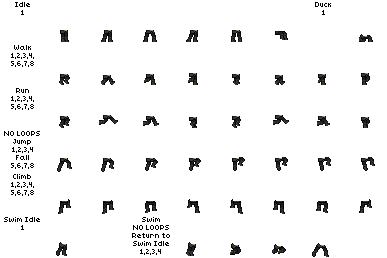 Idle
1
Duck
1
Walk
1,2,3,4,
5,6,7,8
Run
1,2,3,4,
5,6,7,8
NO LOOPS
Jump
1,2,3,4
Fall
5,6,7,8
Climb
1,2,3,4,
5,6,7,8
Swim Idle
1
Swim
NO LOOPS
Return to
Swim Idle
1,2,3,4